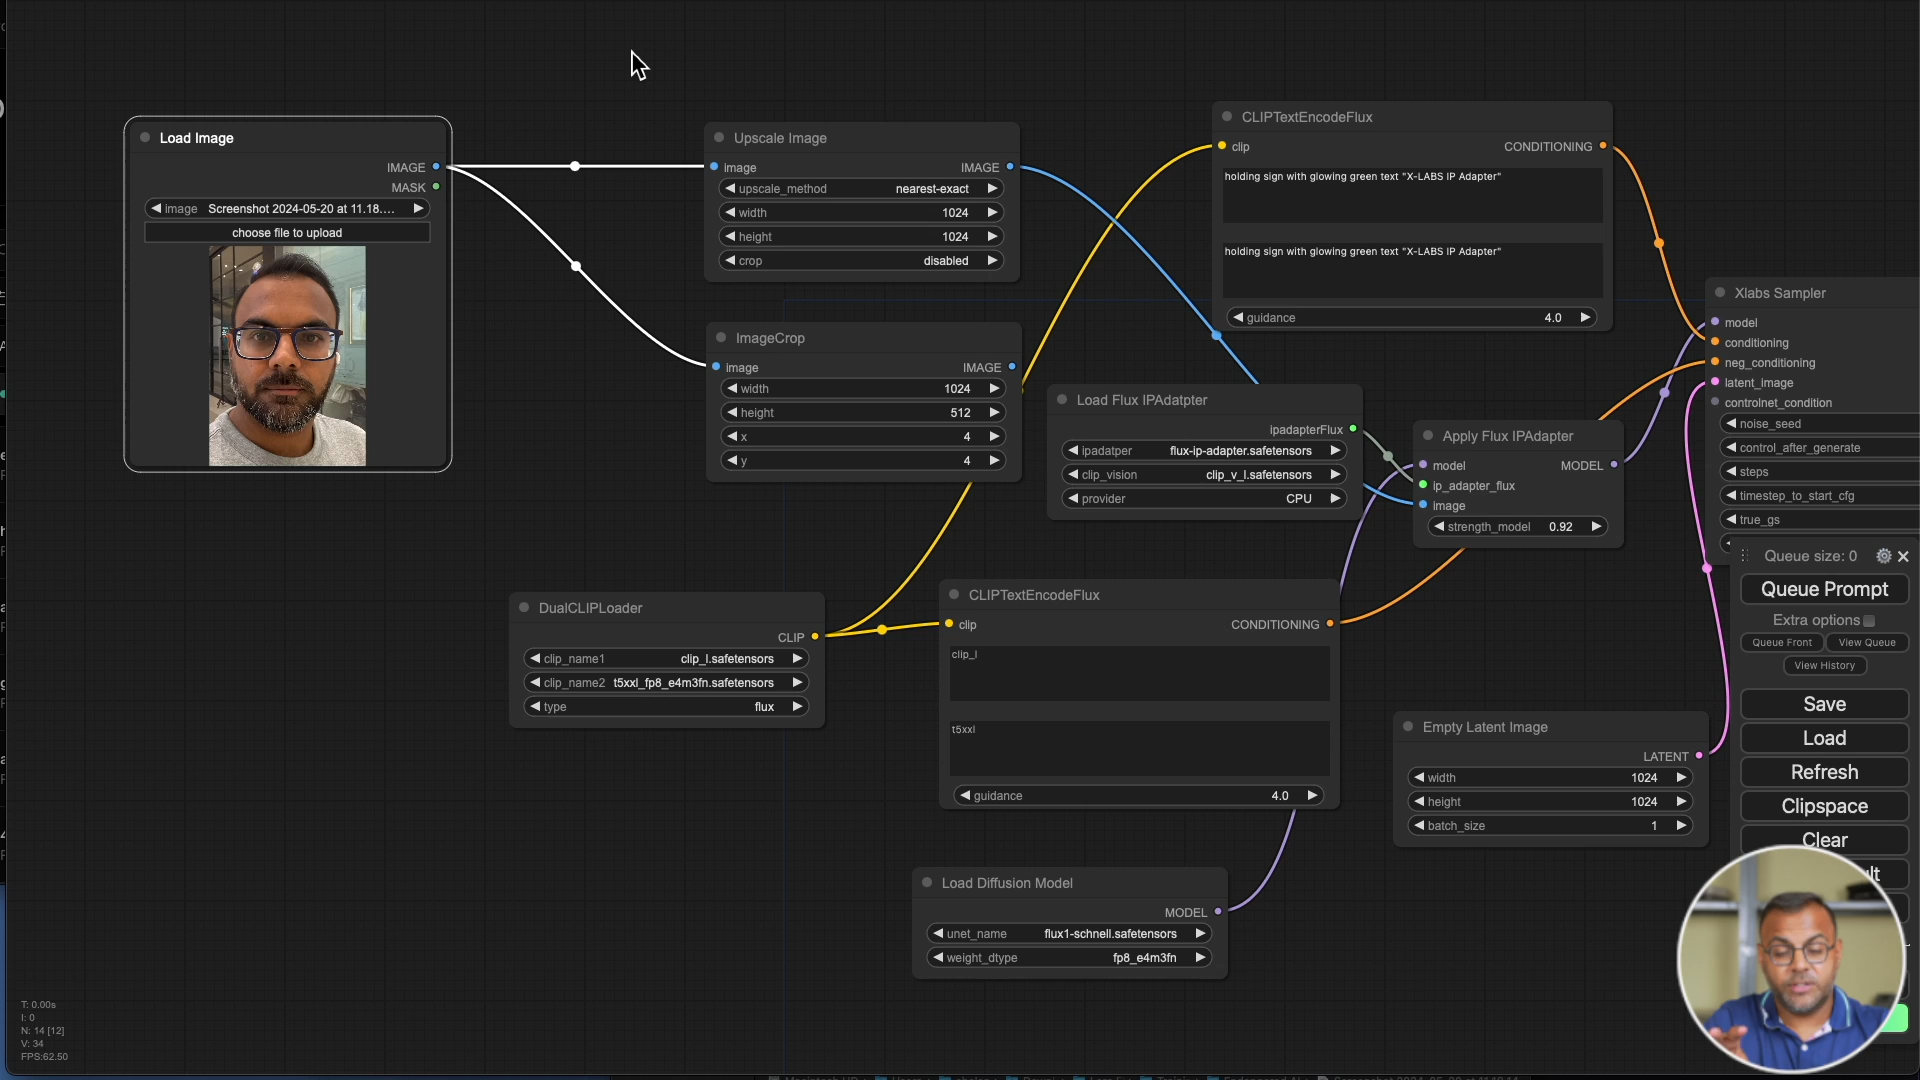 Load Image
IMAGE
MASK
image Screenshot 2024-05-20 at 11.18....
choose file to upload
Upscale Image
image IMAGE
upscale_method nearest-exact
width 1024
height 1024
crop disabled
ImageCrop
image IMAGE
width 1024
height 512
x 4
y 4
CLIPTextEncodeFlux
clip CONDITIONING
holding sign with glowing green text "X-LABS IP Adapter"
holding sign with glowing green text "X-LABS IP Adapter"
guidance 4.0
Load Flux IPAdatpter
ipadapterFlux
ipadatper flux-ip-adapter.safetensors
clip_vision clip_v_l.safetensors
provider CPU
Apply Flux IPAdapter
model MODEL
ip_adapter_flux
image
strength_model 0.92
Xlabs Sampler
model
conditioning
neg_conditioning
latent_image
controlnet_condition
noise_seed
control_after_generate
steps
timestep_to_start_cfg
true_gs
DualCLIPLoader
CLIP
clip_name1 clip_l.safetensors
clip_name2 t5xxl_fp8_e4m3fn.safetensors
type flux
CLIPTextEncodeFlux
clip CONDITIONING
clip_l
t5xxl
guidance 4.0
Empty Latent Image
LATENT
width 1024
height 1024
batch_size 1
Load Diffusion Model
MODEL
unet_name flux1-schnell.safetensors
weight_dtype fp8_e4m3fn
Queue size: 0
Queue Prompt
Extra options
Queue Front View Queue
View History
Save
Load
Refresh
Clipspace
Clear
T: 0.00s
I: 0
N: 14 [12]
V: 34
FPS:62.50